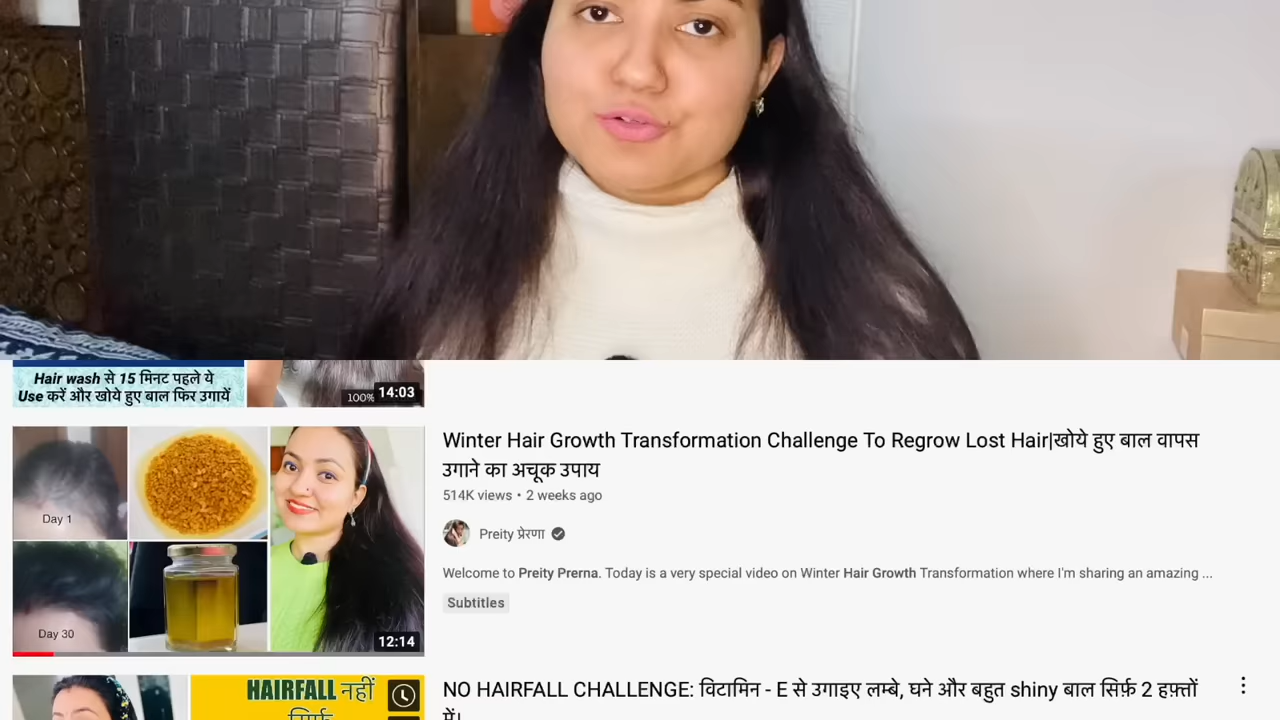 Hair wash से 15 मिनट पहले ये
Use करें और खोये हुए बाल फिर उगायें
100%
14:03
Winter Hair Growth Transformation Challenge To Regrow Lost Hair|खोये हुए बाल वापस
उगाने का अचूक उपाय
514K views • 2 weeks ago
Day 1
Preity प्रेरणा
Welcome to Preity Prerna. Today is a very special video on Winter Hair Growth Transformation where I'm sharing an amazing ...
Subtitles
Day 30
12:14
HAIRFALL नहीं
सिर्फ़
NO HAIRFALL CHALLENGE: विटामिन - E से उगाइए लम्बे, घने और बहुत shiny बाल सिर्फ़ 2 हफ़्तों
में।